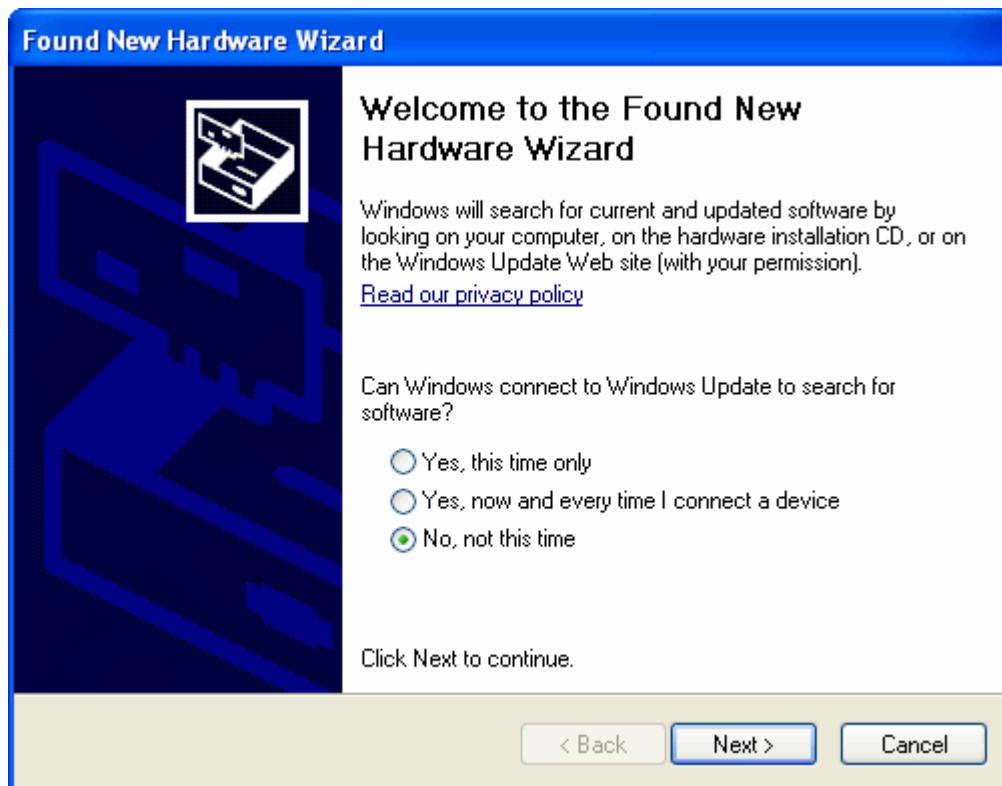 Found New Hardware Wizard
Welcome to the Found New
Hardware Wizard
Windows will search for current and updated software by
looking on your computer, on the hardware installation CD, or on
the Windows Update Web site (with your permission).
Read our privacy policy
Can Windows connect to Windows Update to search for
software?
Yes, this time only
Yes, now and every time I connect a device
No, not this time
Click Next to continue.
< Back
Next >
Cancel